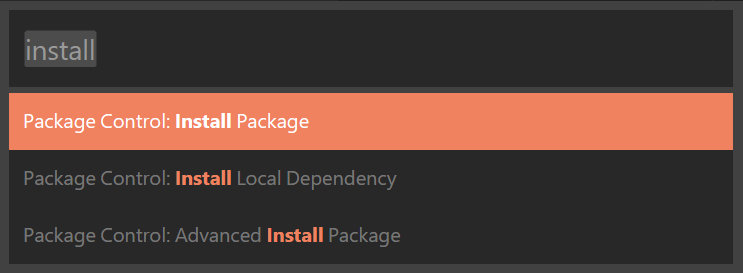 install
Package Control: Install Package
Package Control: Install Local Dependency
Package Control: Advanced Install Package